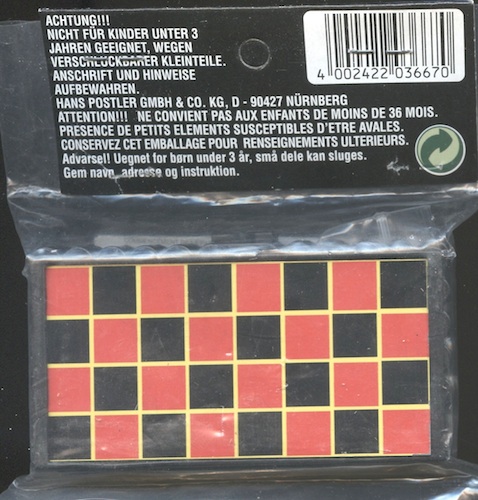 ACHTUNG!!!
NICHT FÜR KINDER UNTER 3
JAHREN GEEIGNET, WEGEN
VERSCHLUCKBARER KLEINTEILE.
ANSCHRIFT UND HINWEISE
AUFBEWAHREN.
HANS POSTLER GMBH & CO. KG, D - 90427 NÜRNBERG
ATTENTION!!! NE CONVIENT PAS AUX ENFANTS DE MOINS DE 36 MOIS.
PRESENCE DE PETITS ELEMENTS SUSCEPTIBLES D'ETRE AVALES.
CONSERVEZ CET EMBALLAGE POUR RENSEIGNEMENTS ULTERIEURS.
Advarsel! Uegnet for børn under 3 år, små dele kan sluges.
Gem navn, adresse og instruktion.
4 002422 036670